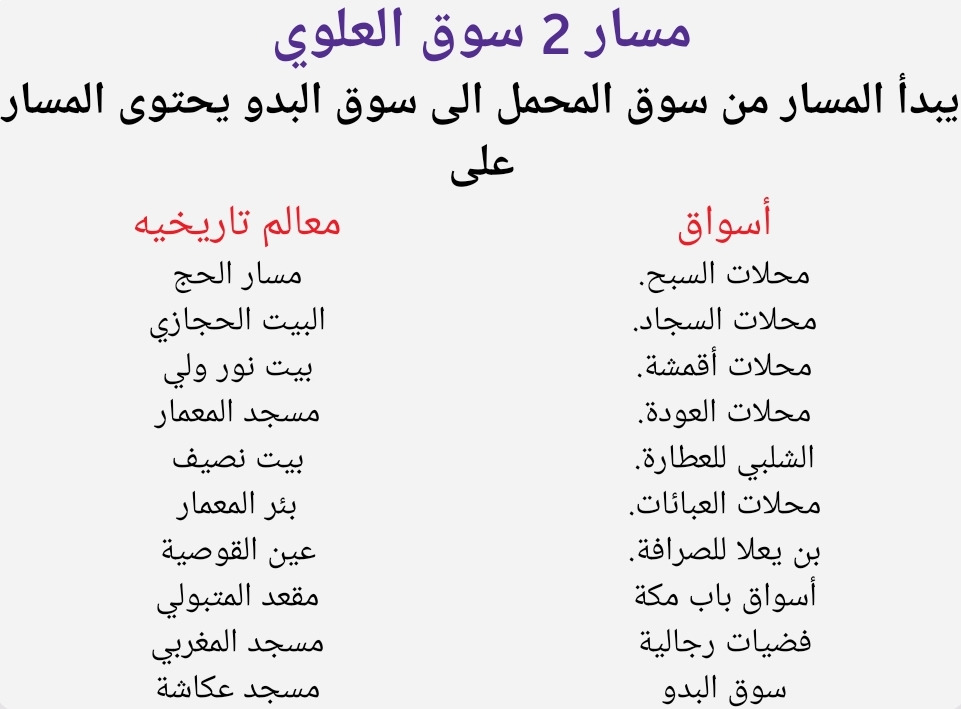 مسار 2 سوق العلوي
يبدأ المسار من سوق المحمل الى سوق البدو يحتوى المسار
على
أسواق
محلات السبح.
محلات السجاد.
محلات أقمشة.
محلات العودة.
الشلبي للعطارة.
محلات العبائات.
بن يعلا للصرافة.
أسواق باب مكة
فضيات رجالية
سوق البدو
معالم تاريخيه
مسار الحج
البيت الحجازي
بيت نور ولي
مسجد المعمار
بيت نصيف
بئر المعمار
عين القوصية
مقعد المتبولي
مسجد المغربي
مسجد عكاشة